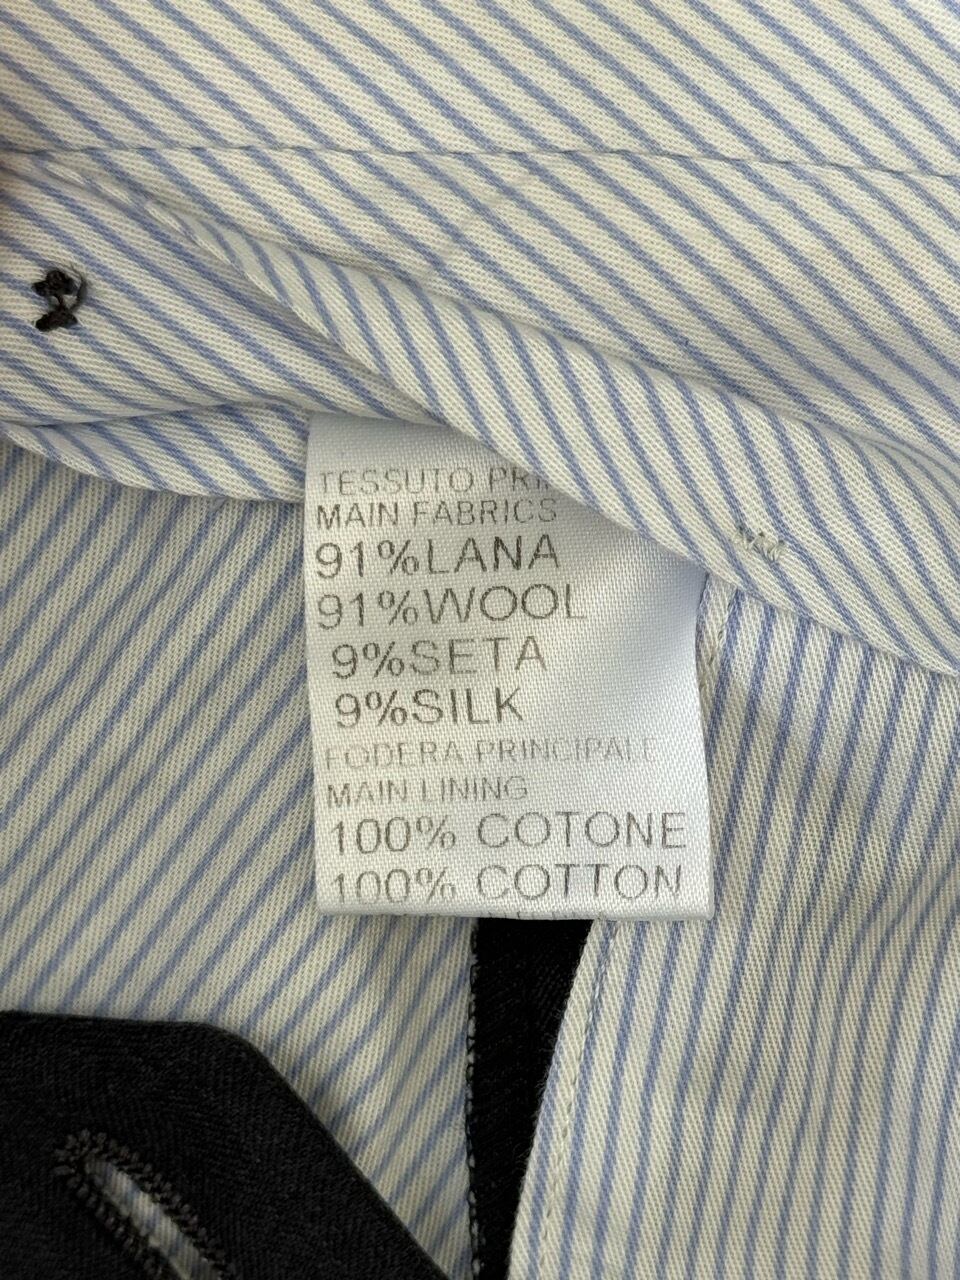 TESSUTO
MAIN FABRICS
91%LANA
91%WOOL
9%SETA
9%SILK
FODERA PRINCIPALE
MAIN LINING
100% COTONE
100% COTTON